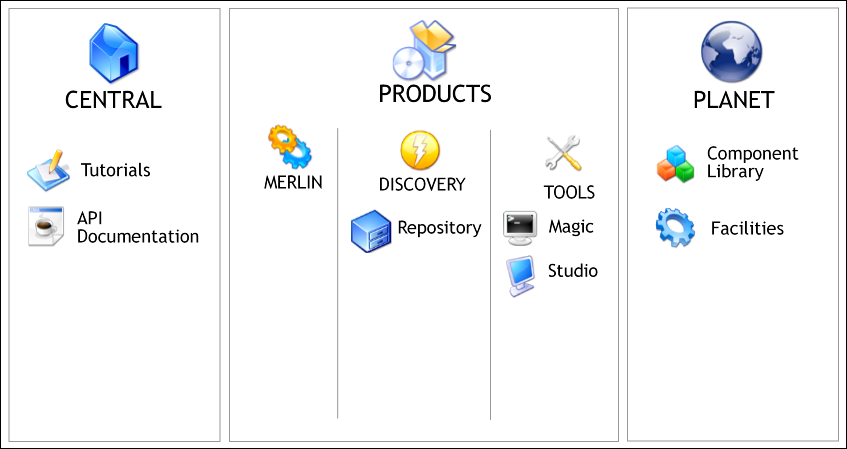 CENTRAL
Tutorials
API
Documentation
PRODUCTS
MERLIN
DISCOVERY
Repository
TOOLS
Magic
Studio
PLANET
Component
Library
Facilities